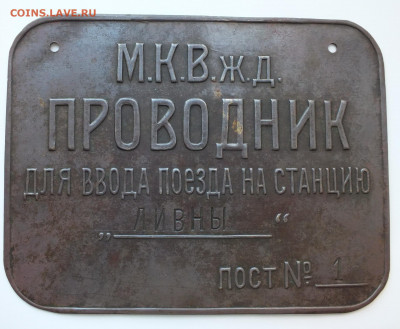 COINS.LAVE.RU
М.К.В.ж.д.
ПРОВОДНИК
ДЛЯ ВВОДА ПОЕЗДА НА СТАНЦИЮ
„ ЛИВНЫ “
ПОСТ № 1